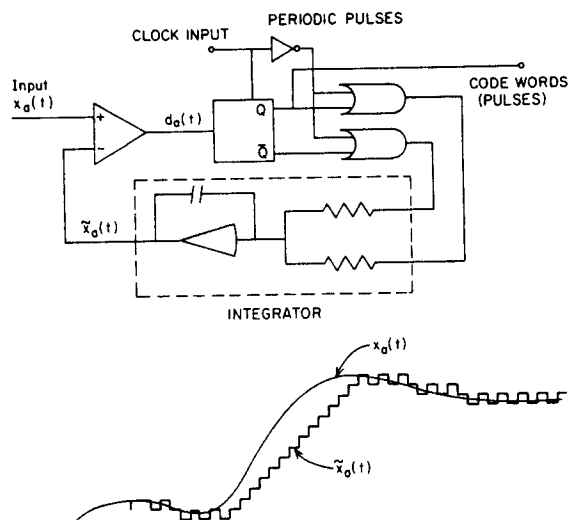 PERIODIC PULSES
CLOCK INPUT
CODE WORDS
(PULSES)
Input
xₐ(t)
+
−
dₐ(t)
Q
Q̅
x̃ₐ(t)
INTEGRATOR
xₐ(t)
x̃ₐ(t)